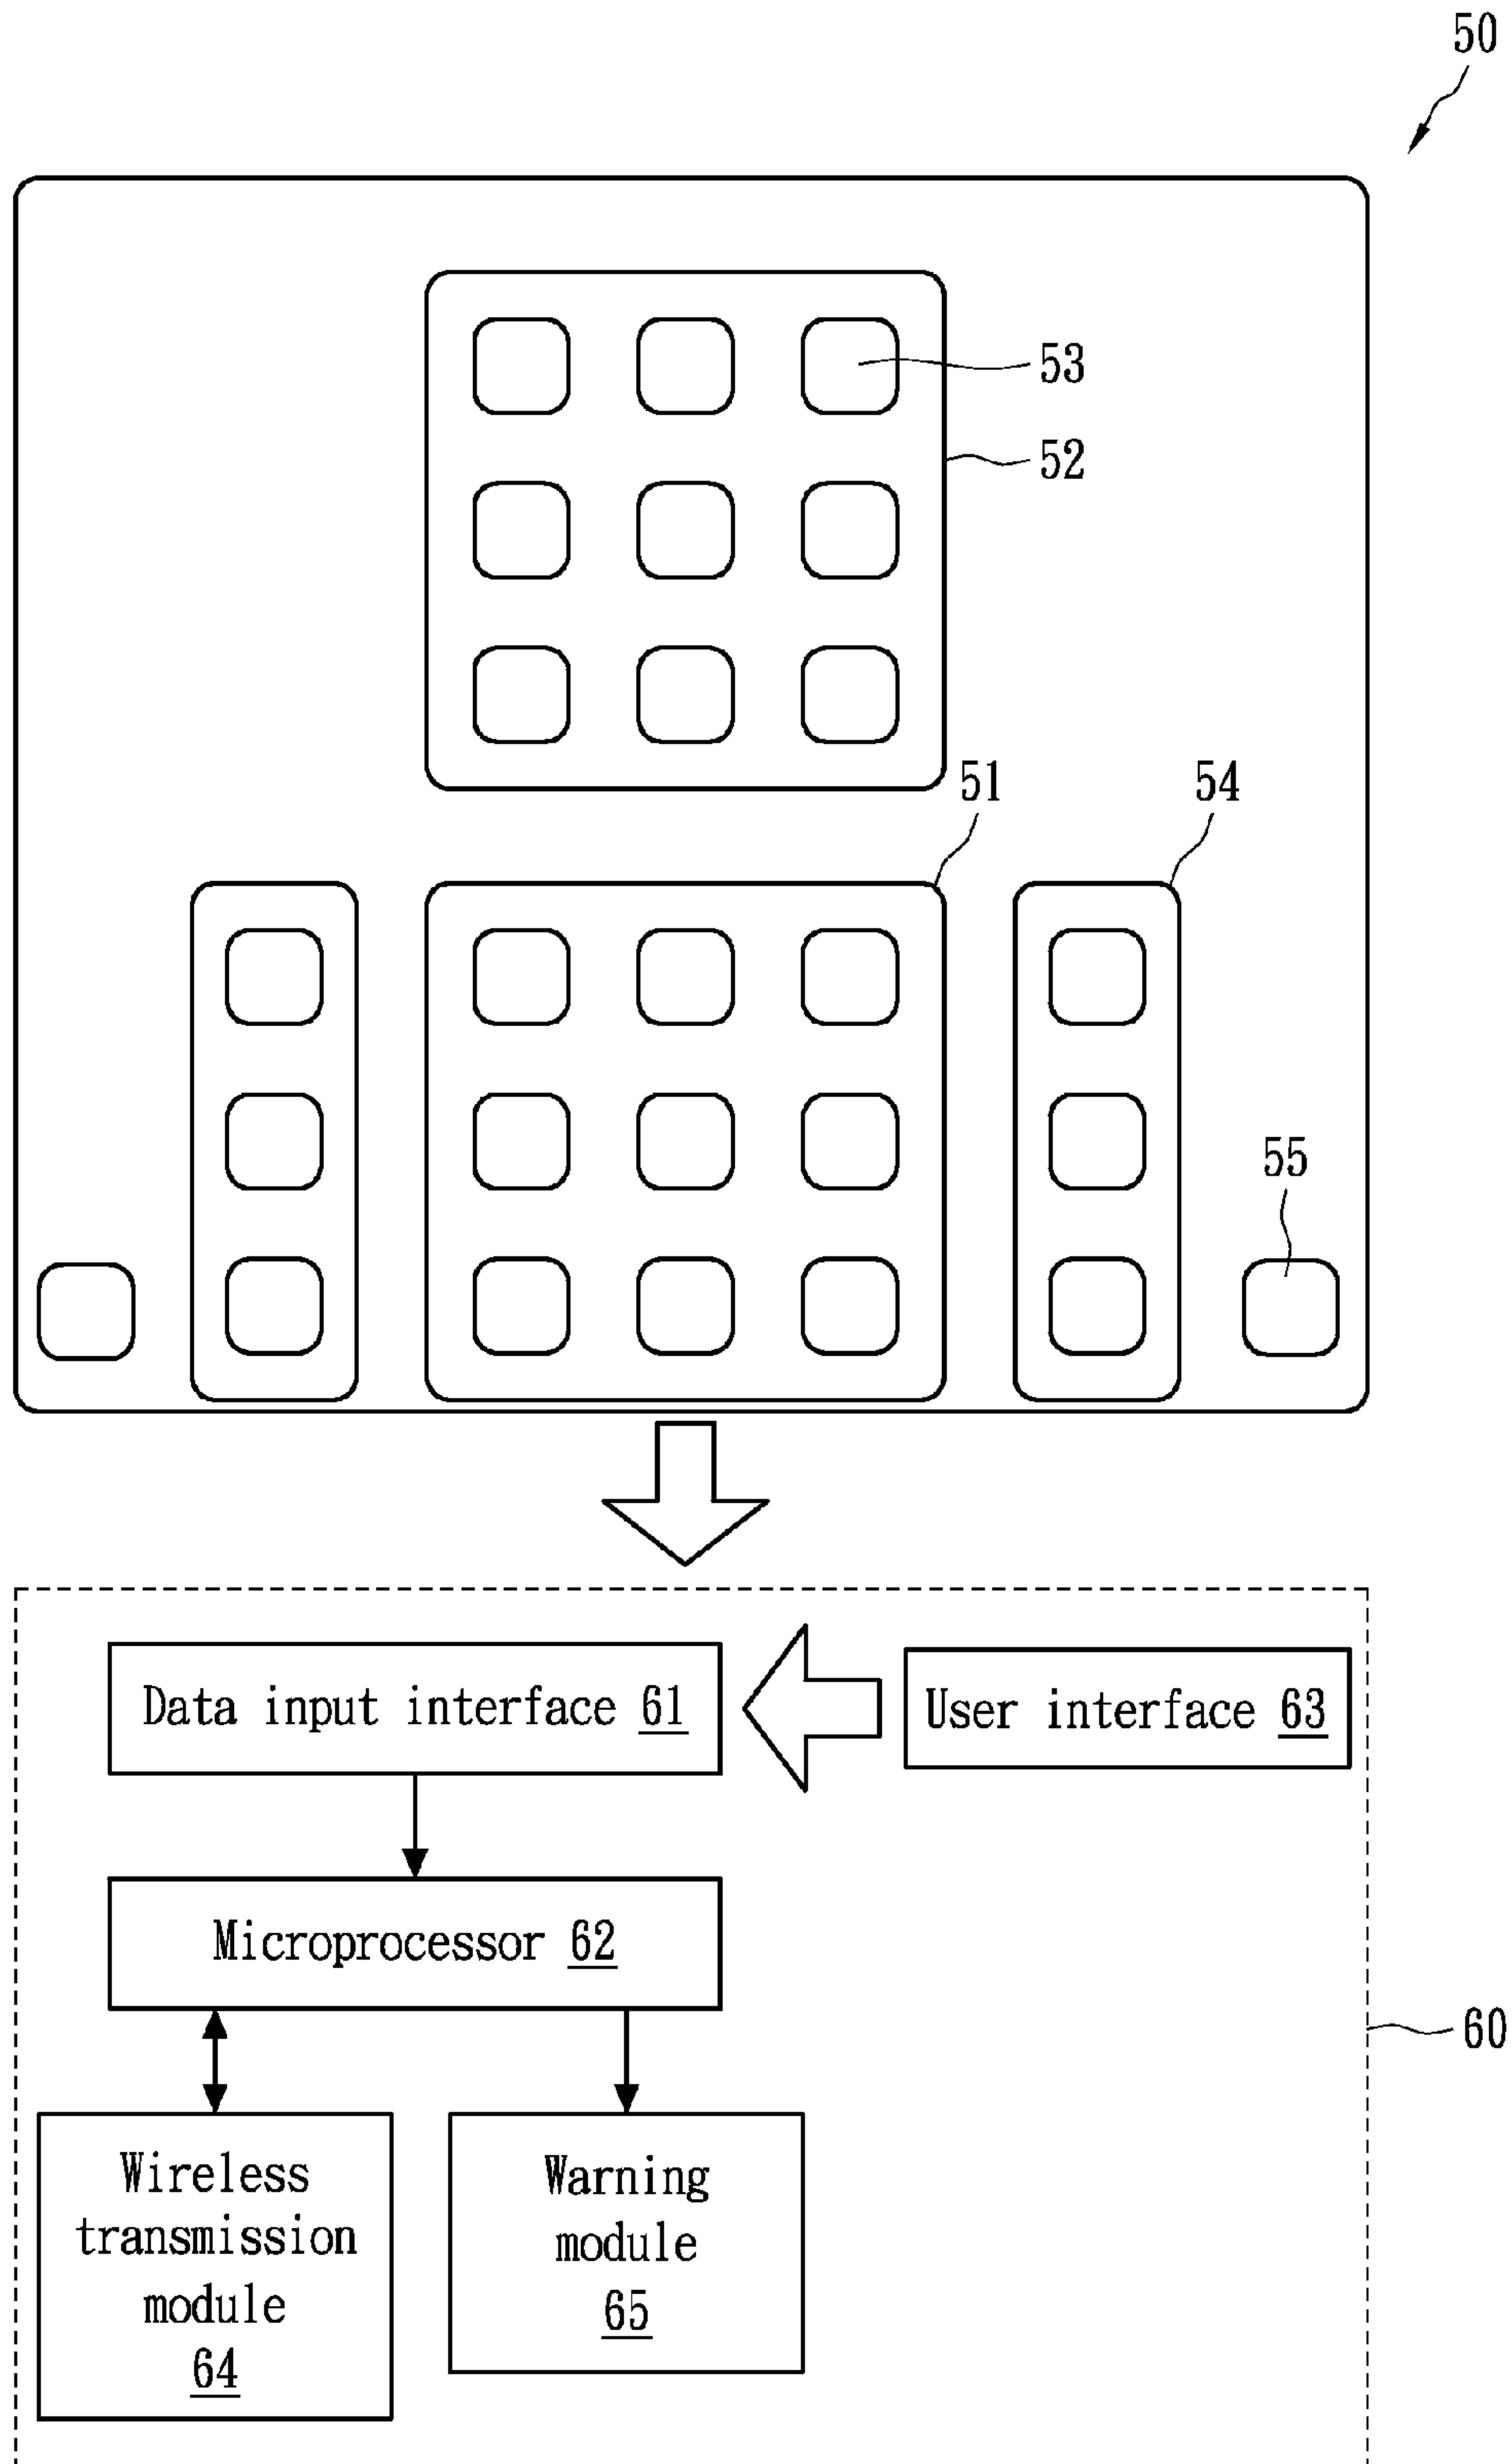 50
53
52
51
54
55
Data input interface 61
User interface 63
Microprocessor 62
60
Wireless
transmission
module
64
Warning
module
65